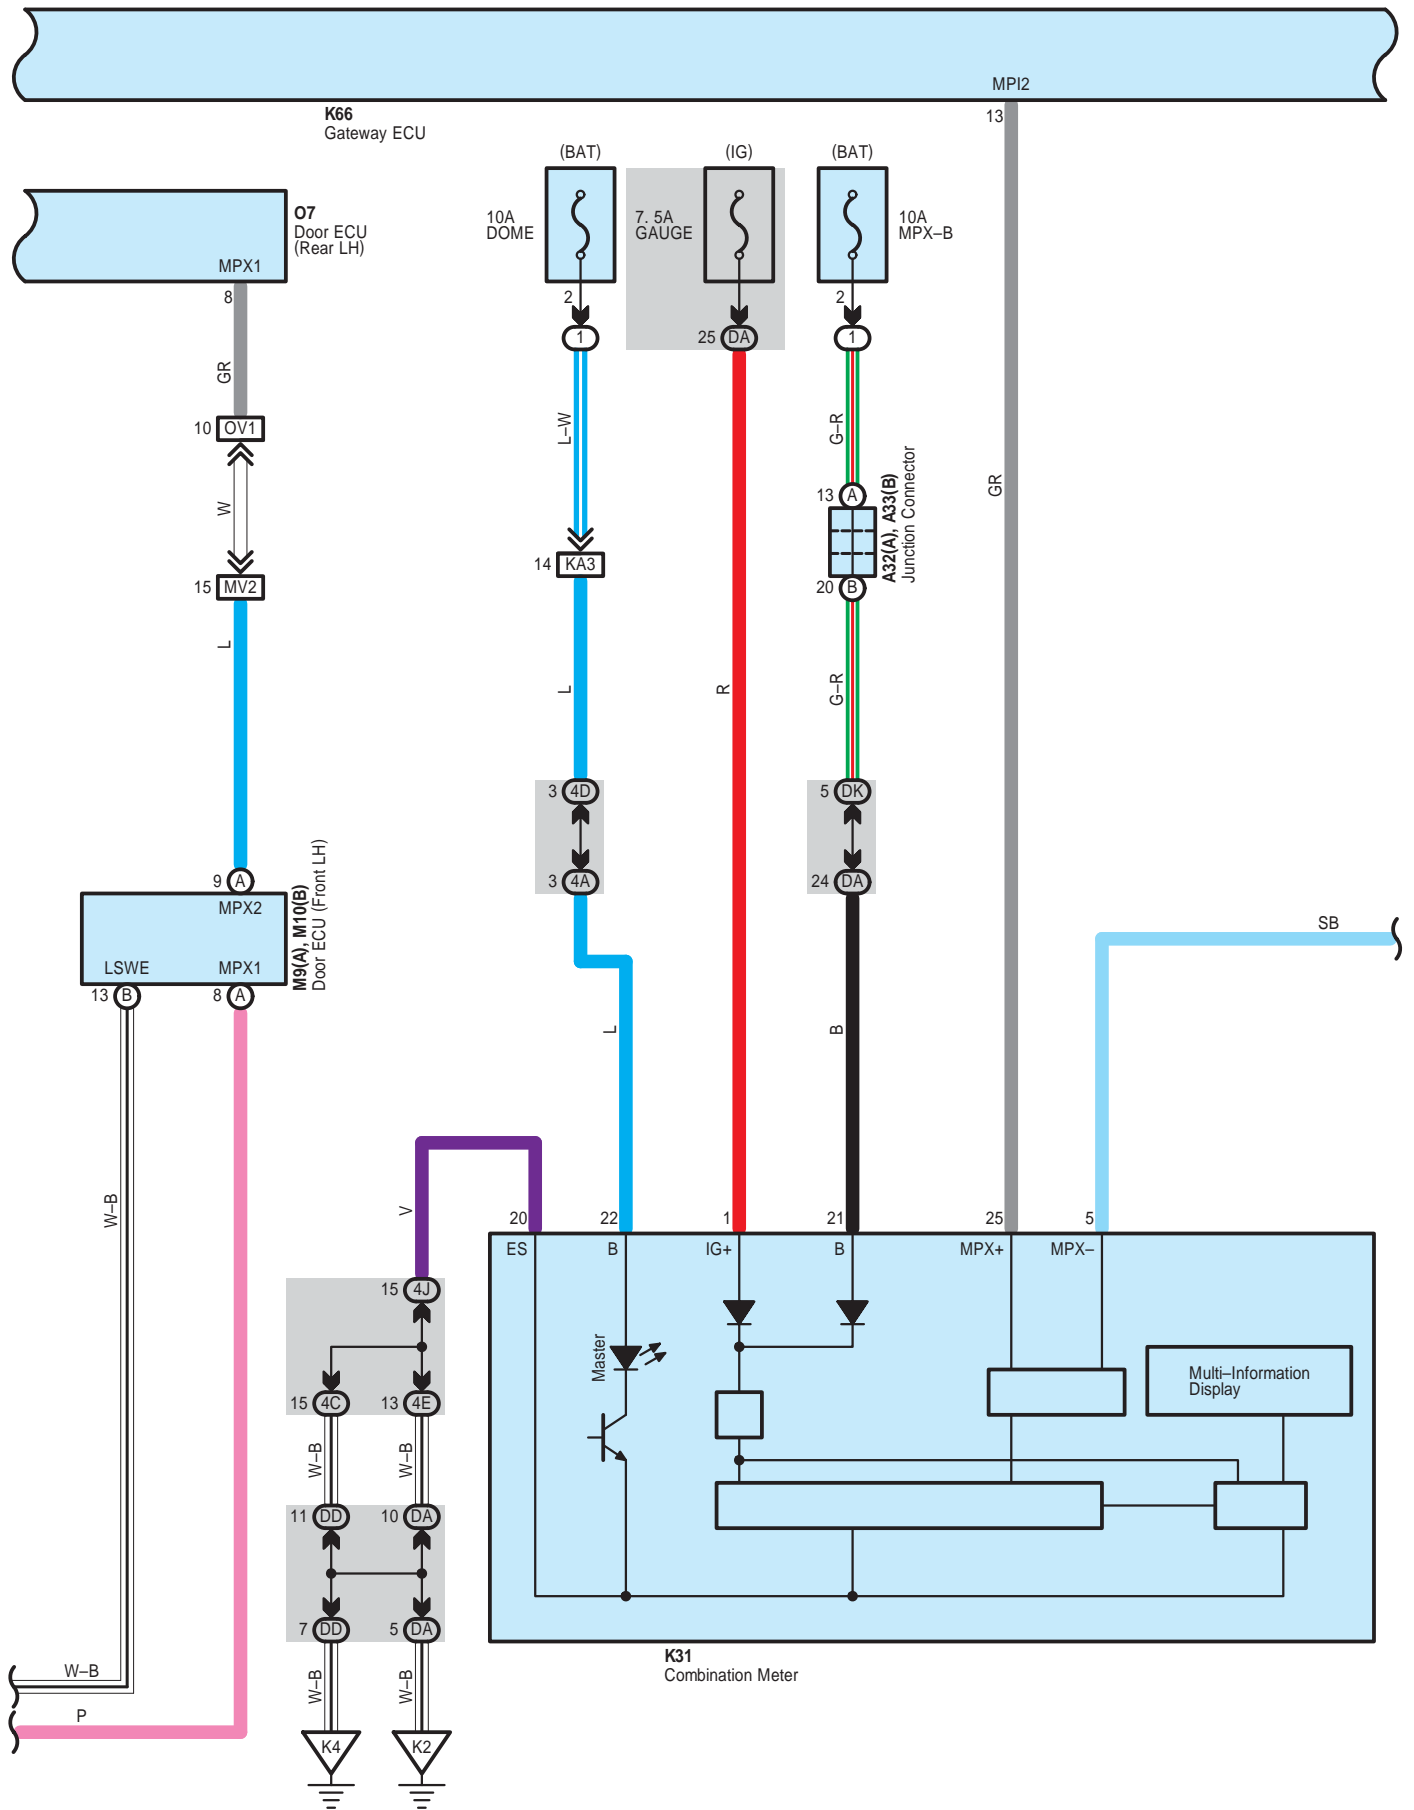 MPI2
13
K66
Gateway ECU
(BAT)
(IG)
(BAT)
10A
DOME
7. 5A
GAUGE
10A
MPX–B
O7
Door ECU
(Rear LH)
MPX1
8
2
2
1
25 DA
1
GR
L–W
G–R
10 OV1
W
GR
13 A
A32(A), A33(B)
Junction Connector
14 KA3
15 MV2
20 B
L
L
R
G–R
3 4D
5 DK
3 4A
24 DA
9 A
MPX2
M9(A), M10(B)
Door ECU (Front LH)
LSWE
MPX1
13 B
8 A
SB
L
B
W–B
V
20
22
1
21
25
5
ES
B
IG+
B
MPX+
MPX–
15 4J
Master
Multi–Information
Display
15 4C
13 4E
W–B
W–B
11 DD
10 DA
7 DD
5 DA
K31
Combination Meter
W–B
P
W–B
W–B
K4
K2